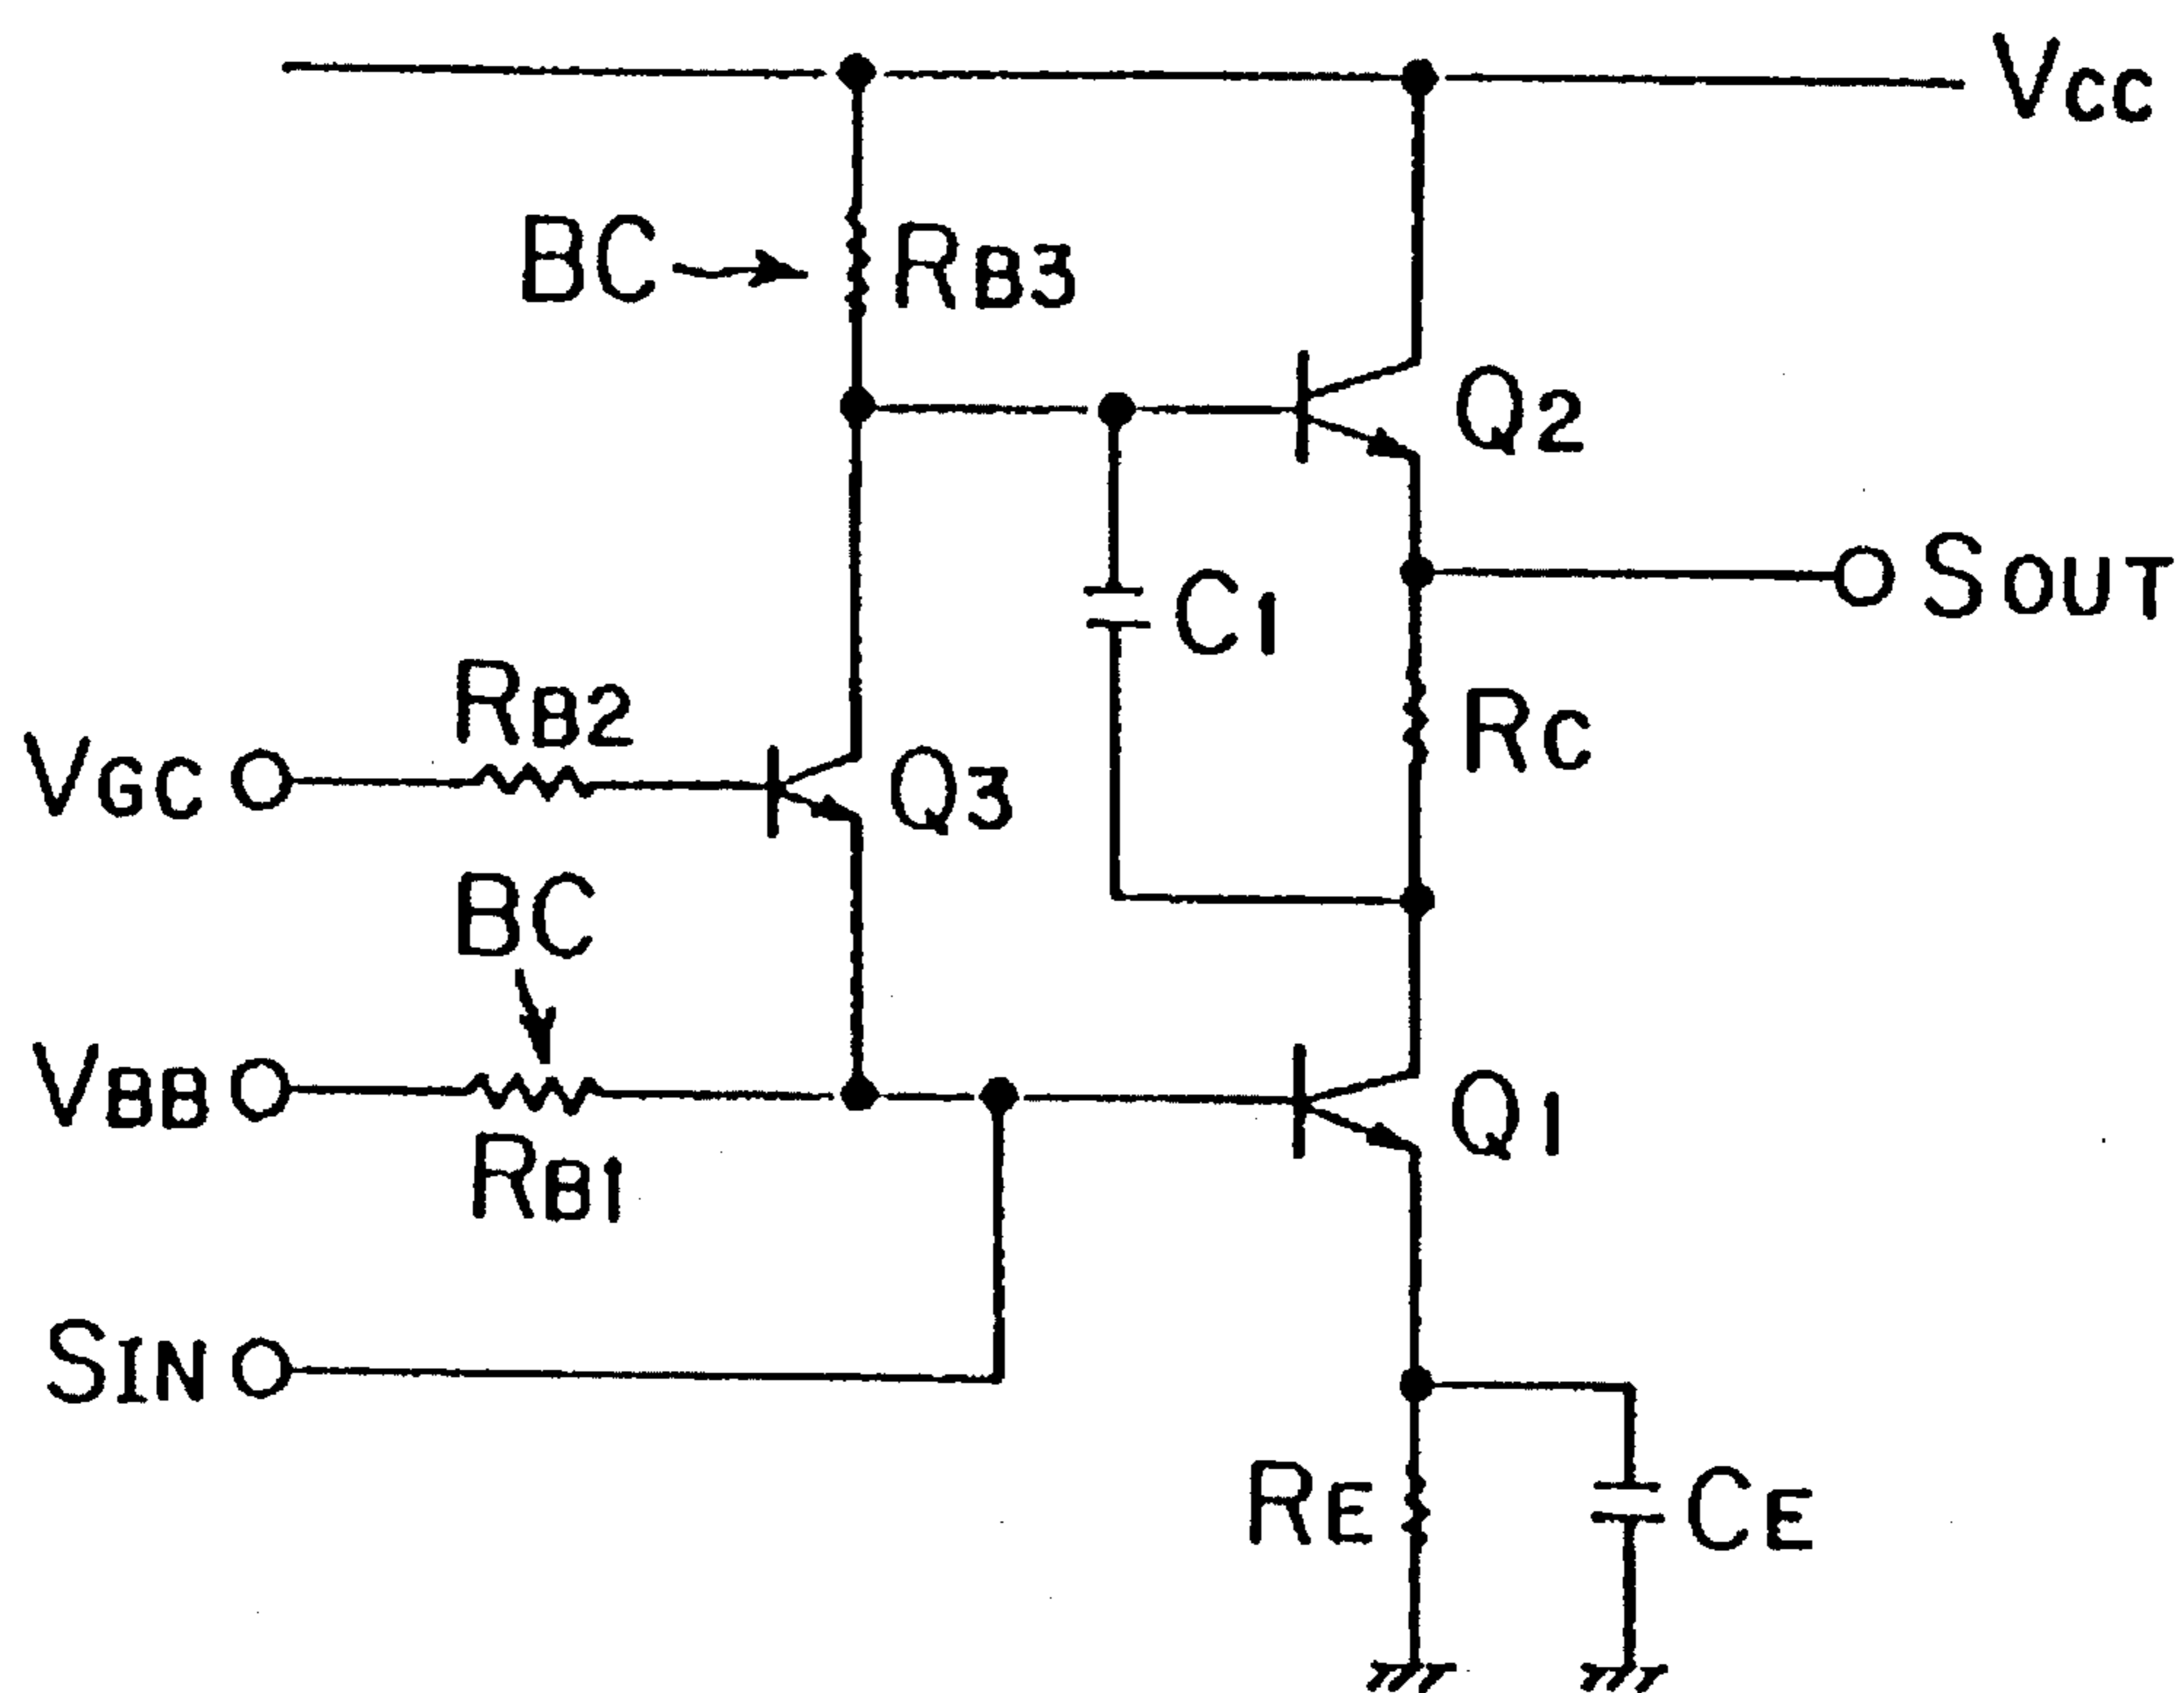 VCC
BC
RB3
Q2
SOUT
C1
RC
RB2
VGC
Q3
BC
VBB
RB1
Q1
SIN
RE
CE